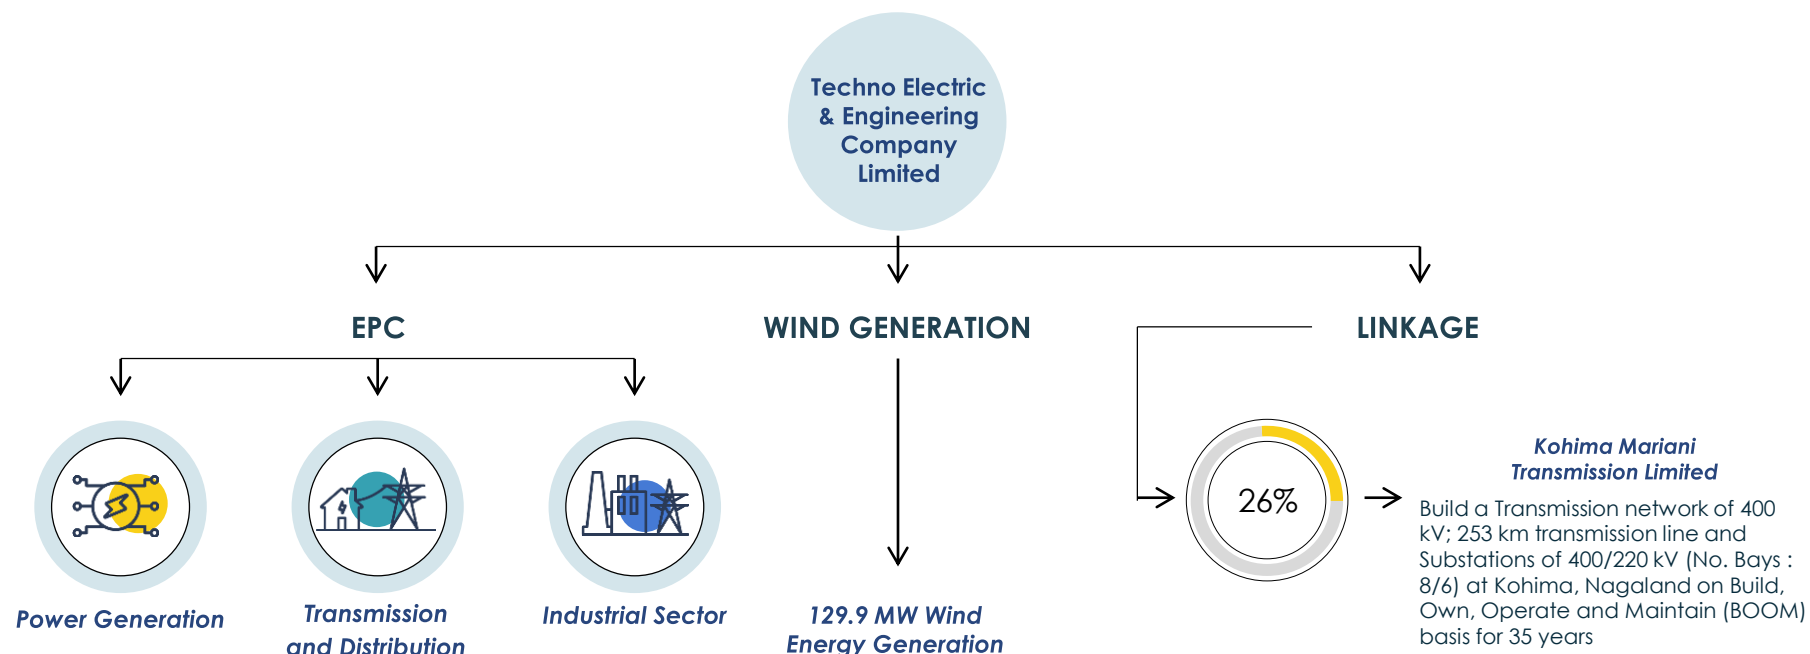 Techno Electric
& Engineering
Company
Limited
EPC
WIND GENERATION
LINKAGE
Power Generation
Transmission
and Distribution
Industrial Sector
129.9 MW Wind
Energy Generation
26%
Kohima Mariani
Transmission Limited
Build a Transmission network of 400
kV; 253 km transmission line and
Substations of 400/220 kV (No. Bays :
8/6) at Kohima, Nagaland on Build,
Own, Operate and Maintain (BOOM)
basis for 35 years